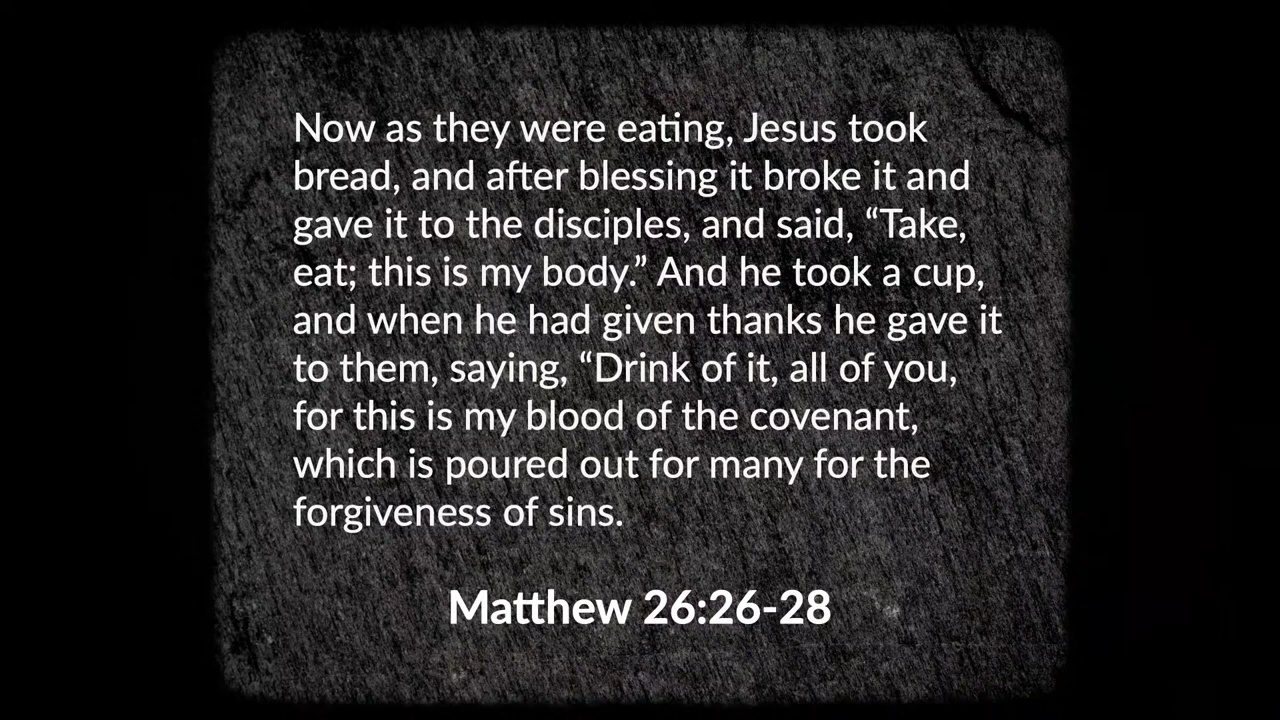 Now as they were eating, Jesus took
bread, and after blessing it broke it and
gave it to the disciples, and said, “Take,
eat; this is my body.” And he took a cup,
and when he had given thanks he gave it
to them, saying, “Drink of it, all of you,
for this is my blood of the covenant,
which is poured out for many for the
forgiveness of sins.
Matthew 26:26-28